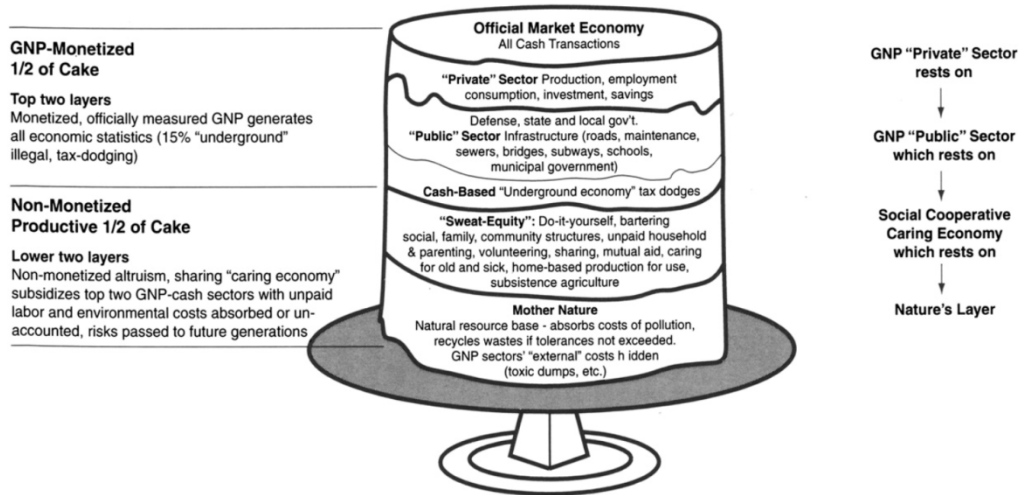 GNP-Monetized
1/2 of Cake
Top two layers
Monetized, officially measured GNP generates
all economic statistics (15% “underground”
illegal, tax-dodging)
Non-Monetized
Productive 1/2 of Cake
Lower two layers
Non-monetized altruism, sharing “caring economy”
subsidizes top two GNP-cash sectors with unpaid
labor and environmental costs absorbed or un-
accounted, risks passed to future generations
Official Market Economy
All Cash Transactions
“Private” Sector Production, employment
consumption, investment, savings
Defense, state and local gov’t.
“Public” Sector Infrastructure (roads, maintenance,
sewers, bridges, subways, schools,
municipal government)
Cash-Based “Underground economy” tax dodges
“Sweat-Equity”: Do-it-yourself, bartering
social, family, community structures, unpaid household
& parenting, volunteering, sharing, mutual aid, caring
for old and sick, home-based production for use,
subsistence agriculture
Mother Nature
Natural resource base - absorbs costs of pollution,
recycles wastes if tolerances not exceeded.
GNP sectors’ “external” costs h idden
(toxic dumps, etc.)
GNP “Private” Sector
rests on
GNP “Public” Sector
which rests on
Social Cooperative
Caring Economy
which rests on
Nature’s Layer